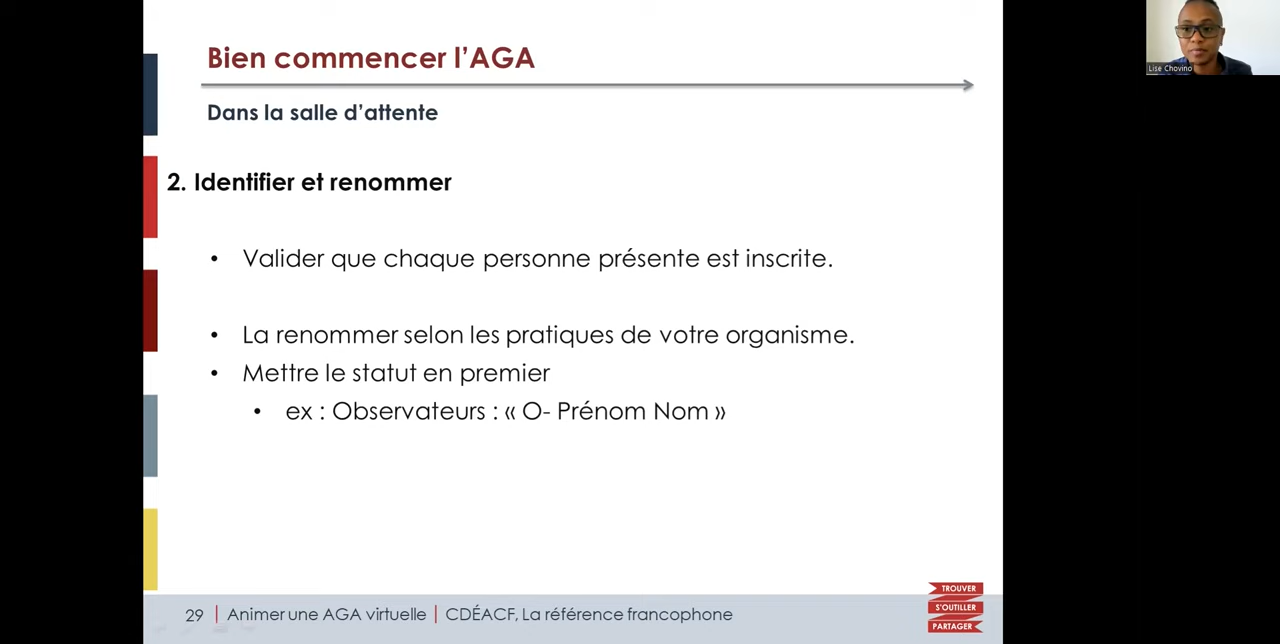 Bien commencer l'AGA
Lise Chovino
Dans la salle d'attente
2. Identifier et renommer
• Valider que chaque personne présente est inscrite.
• La renommer selon les pratiques de votre organisme.
• Mettre le statut en premier
• ex : Observateurs : « O- Prénom Nom »
29 | Animer une AGA virtuelle | CDÉACF, La référence francophone
TROUVER
S'OUTILLER
PARTAGER